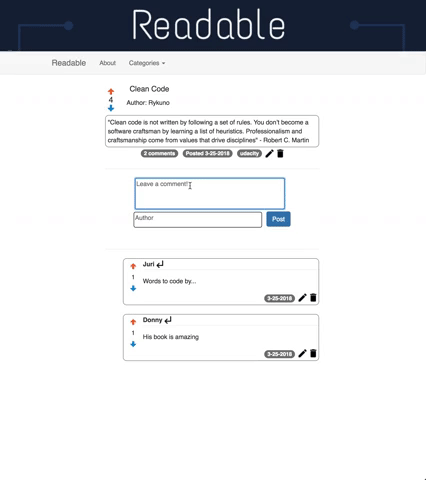 Readable
Readable About Categories
Clean Code
4
Author: Rykuno
"Clean code is not written by following a set of rules. You don't become a
software craftsman by learning a list of heuristics. Professionalism and
craftsmanship come from values that drive disciplines" - Robert C. Martin
2 comments Posted 3-25-2018 udacity
Leave a comment!
Author Post
Juri
1
Words to code by...
3-25-2018
Donny
1
His book is amazing
3-25-2018